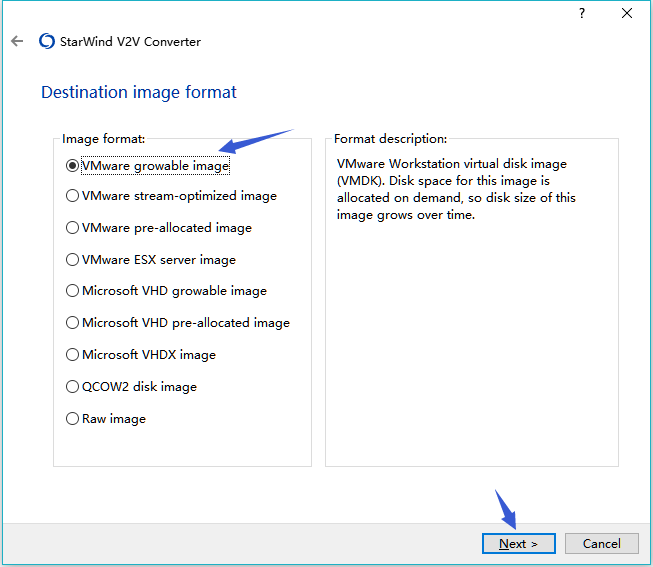 ?
StarWind V2V Converter
Destination image format
Image format:
VMware growable image
VMware stream-optimized image
VMware pre-allocated image
VMware ESX server image
Microsoft VHD growable image
Microsoft VHD pre-allocated image
Microsoft VHDX image
QCOW2 disk image
Raw image
Format description:
VMware Workstation virtual disk image
(VMDK). Disk space for this image is
allocated on demand, so disk size of this
image grows over time.
Next >
Cancel